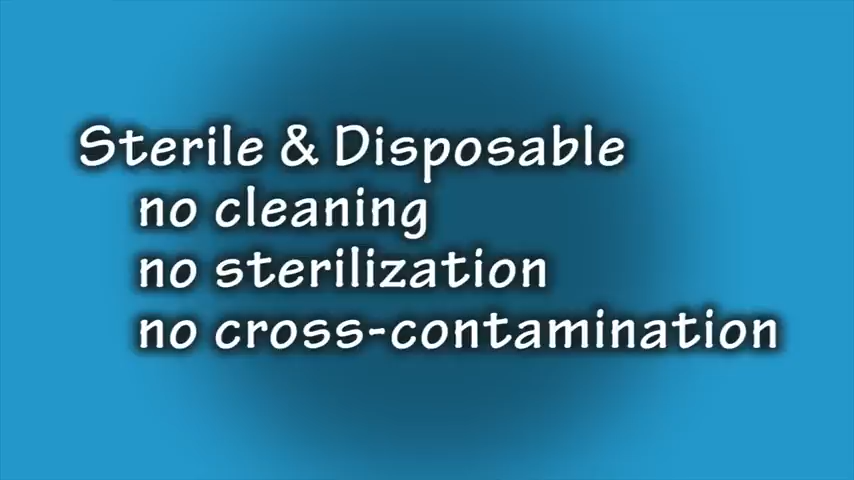 Sterile & Disposable
no cleaning
no sterilization
no cross-contamination